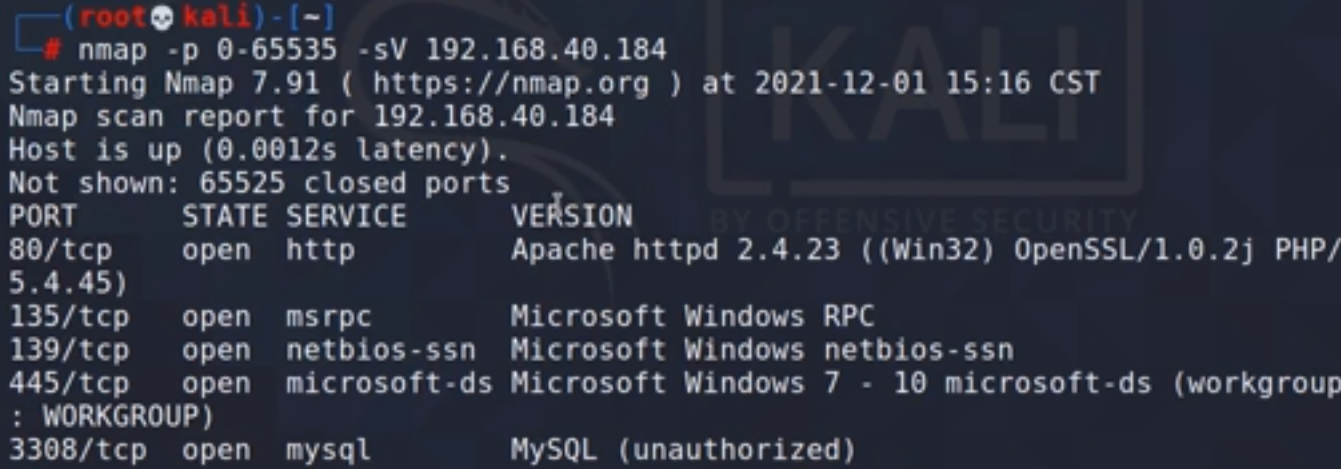 (root💀kali)-[~]
# nmap -p 0-65535 -sV 192.168.40.184
Starting Nmap 7.91 ( https://nmap.org ) at 2021-12-01 15:16 CST
Nmap scan report for 192.168.40.184
Host is up (0.0012s latency).
Not shown: 65525 closed ports
PORT STATE SERVICE VERSION
80/tcp open http Apache httpd 2.4.23 ((Win32) OpenSSL/1.0.2j PHP/
5.4.45)
135/tcp open msrpc Microsoft Windows RPC
139/tcp open netbios-ssn Microsoft Windows netbios-ssn
445/tcp open microsoft-ds Microsoft Windows 7 - 10 microsoft-ds (workgroup
: WORKGROUP)
3308/tcp open mysql MySQL (unauthorized)
KALI
BY OFFENSIVE SECURITY